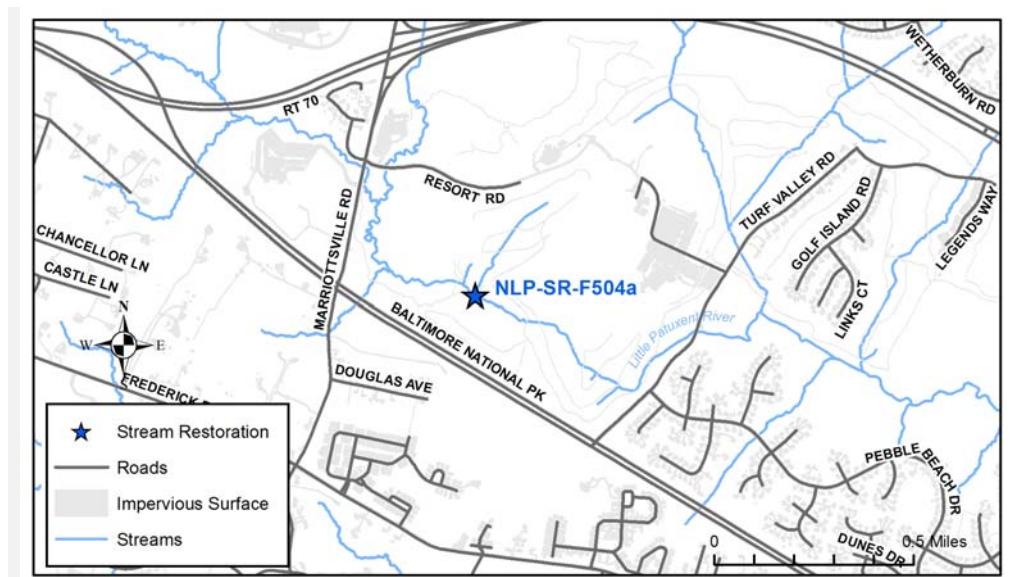 WETHERBURN RD
RT 70
RESORT RD
MARRIOTTSVILLE RD
TURF VALLEY RD
GOLF ISLAND RD
LEGENDS WAY
LINKS CT
CHANCELLOR LN
CASTLE LN
N
W E
S
NLP-SR-F504a
Little Patuxent River
BALTIMORE NATIONAL PK
DOUGLAS AVE
FREDERICK
PEBBLE BEACH DR
DUNES DR
0 0.5 Miles
Stream Restoration
Roads
Impervious Surface
Streams